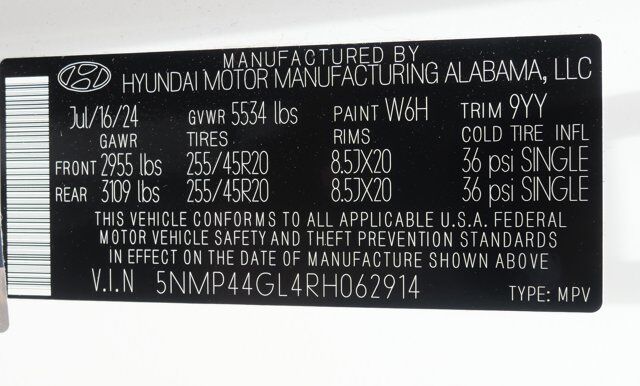 MANUFACTURED BY
HYUNDAI MOTOR MANUFACTURING ALABAMA, LLC
Jul/16/24 GVWR 5534 lbs PAINT W6H TRIM 9YY
GAWR TIRES RIMS COLD TIRE INFL
FRONT 2955 lbs 255/45R20 8.5JX20 36 psi SINGLE
REAR 3109 lbs 255/45R20 8.5JX20 36 psi SINGLE
THIS VEHICLE CONFORMS TO ALL APPLICABLE U.S.A. FEDERAL
MOTOR VEHICLE SAFETY AND THEFT PREVENTION STANDARDS
IN EFFECT ON THE DATE OF MANUFACTURE SHOWN ABOVE
V.I.N 5NMP44GL4RH062914 TYPE: MPV